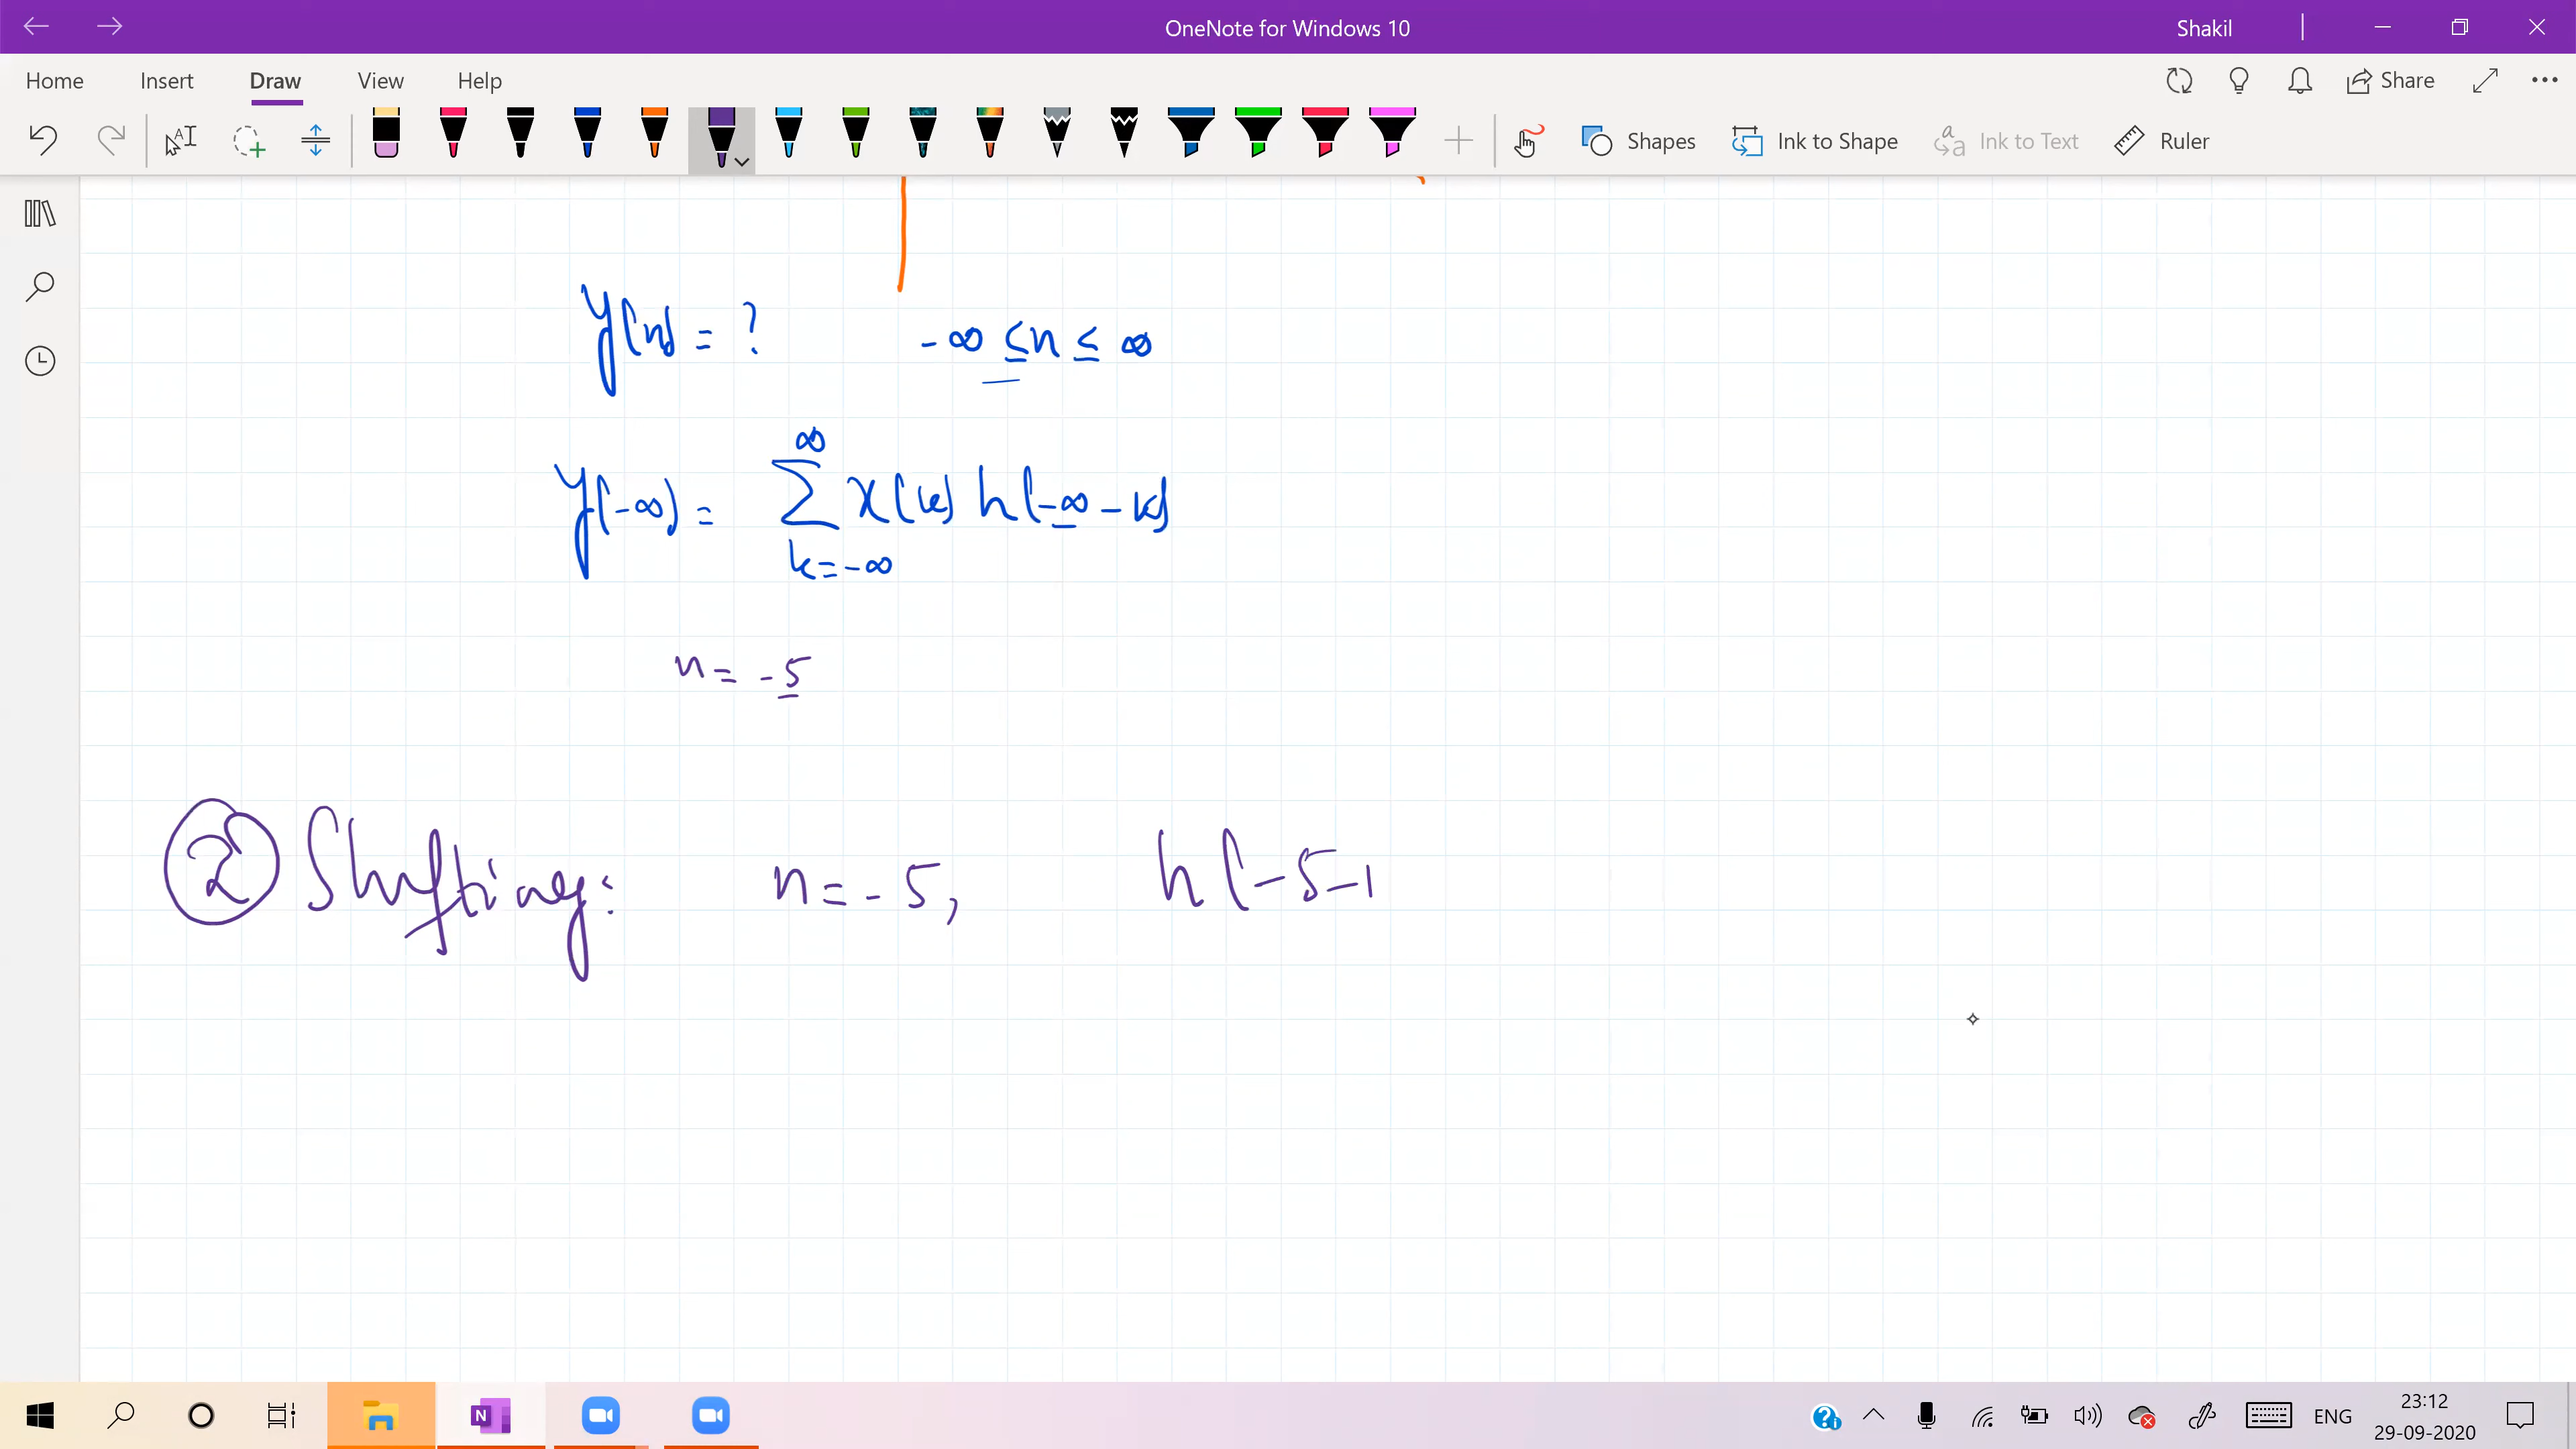 OneNote for Windows 10
Shakil
Home Insert Draw View Help
Share
Shapes Ink to Shape Ink to Text Ruler
y[n] = ? -∞ ≤ n ≤ ∞
∞
y[-∞] = ∑ x[k] h[-∞ - k]
k = -∞
n = -5
② Shifting: n = -5, h[-5-1
ENG
23:12
29-09-2020